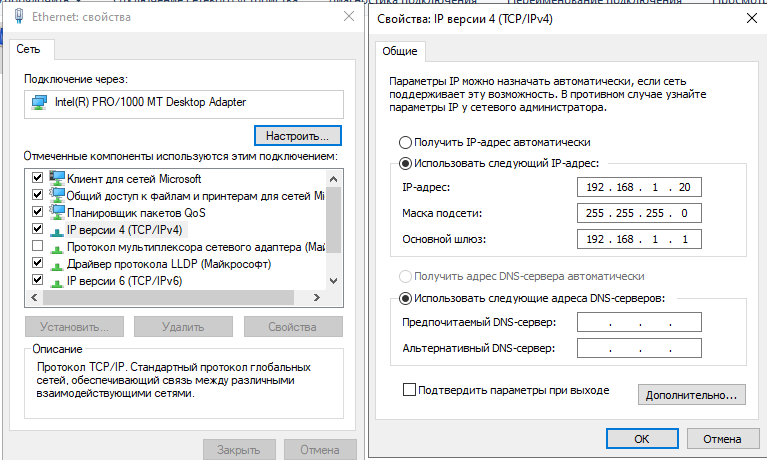 Ethernet: свойства
Сеть
Подключение через:
Intel(R) PRO/1000 MT Desktop Adapter
Настроить...
Отмеченные компоненты используются этим подключением:
Клиент для сетей Microsoft
Общий доступ к файлам и принтерам для сетей Mi
Планировщик пакетов QoS
IP версии 4 (TCP/IPv4)
Протокол мультиплексора сетевого адаптера (Май
Драйвер протокола LLDP (Майкрософт)
IP версии 6 (TCP/IPv6)
Установить...
Удалить
Свойства
Описание
Протокол TCP/IP. Стандартный протокол глобальных
сетей, обеспечивающий связь между различными
взаимодействующими сетями.
Закрыть
Отмена
Свойства: IP версии 4 (TCP/IPv4)
Общие
Параметры IP можно назначать автоматически, если сеть
поддерживает эту возможность. В противном случае узнайте
параметры IP у сетевого администратора.
Получить IP-адрес автоматически
Использовать следующий IP-адрес:
IP-адрес: 192 . 168 . 1 . 20
Маска подсети: 255 . 255 . 255 . 0
Основной шлюз: 192 . 168 . 1 . 1
Получить адрес DNS-сервера автоматически
Использовать следующие адреса DNS-серверов:
Предпочитаемый DNS-сервер: . . .
Альтернативный DNS-сервер: . . .
Подтвердить параметры при выходе
Дополнительно...
OK
Отмена